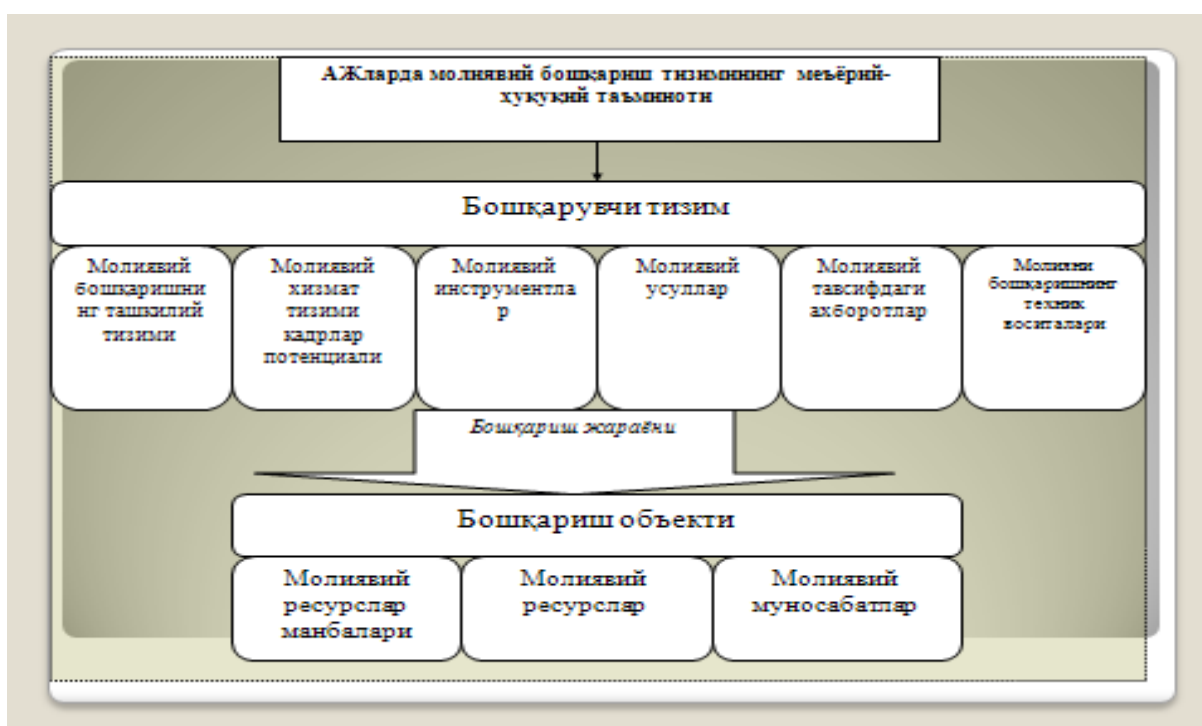 АЖларда молиявий бошқариш тизимининг меъёрий-
ҳуқуқий таъминоти
Бошқарувчи тизим
Молиявий
бошқаришни
нг ташкилий
тизими
Молиявий
хизмат
тизими
кадрлар
потенциали
Молиявий
инструментла
р
Молиявий
усуллар
Молиявий
тавсифдаги
ахборотлар
Молияни
бошқаришнинг
техник
воситалари
Бошқариш жараёни
Бошқариш объекти
Молиявий
ресурслар
манбалари
Молиявий
ресурслар
Молиявий
муносабатлар